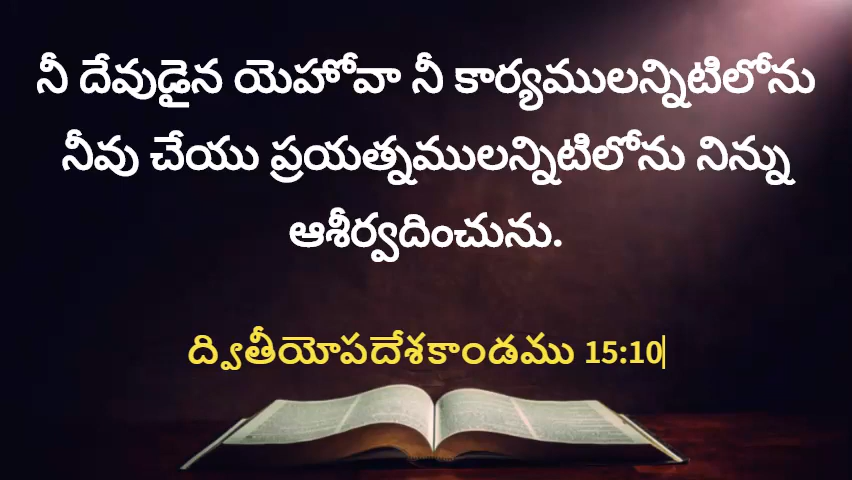 నీ దేవుడైన యెహోవా నీ కార్యములన్నిటిలోను
నీవు చేయు ప్రయత్నములన్నిటిలోను నిన్ను
ఆశీర్వదించును.
ద్వితీయోపదేశకాండము 15:10